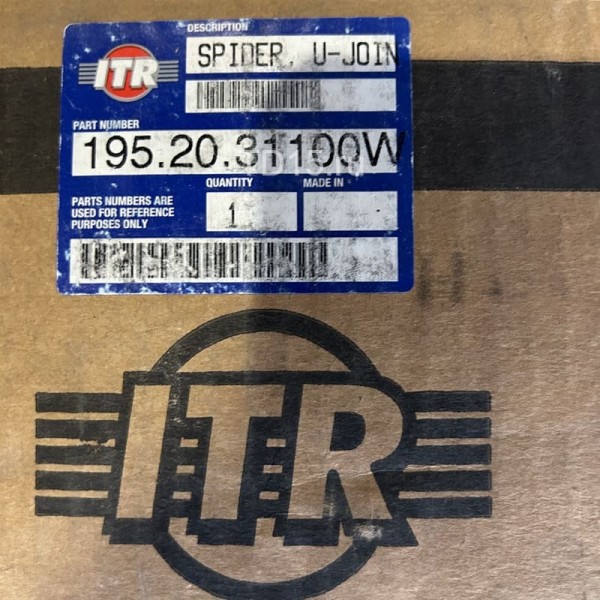 DESCRIPTION
ITR
SPIDER, U-JOIN
PART NUMBER
195.20.31100W
QUANTITY
MADE IN
PARTS NUMBERS ARE
USED FOR REFERENCE
PURPOSES ONLY
1
ITR